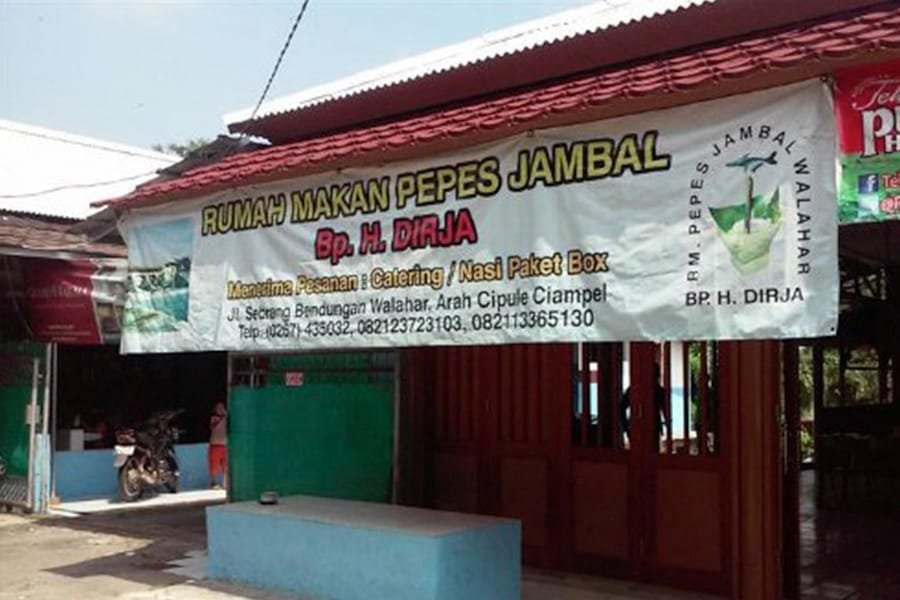 RUMAH MAKAN PEPES JAMBAL
Bp. H. DIRJA
Menerima Pesanan : Catering / Nasi Paket Box
Jl. Sebrang Bendungan Walahar, Arah Cipule Ciampel
Telp: (0267) 435032, 082123723103, 082113365130
RM. PEPES JAMBAL WALAHAR
BP. H. DIRJA